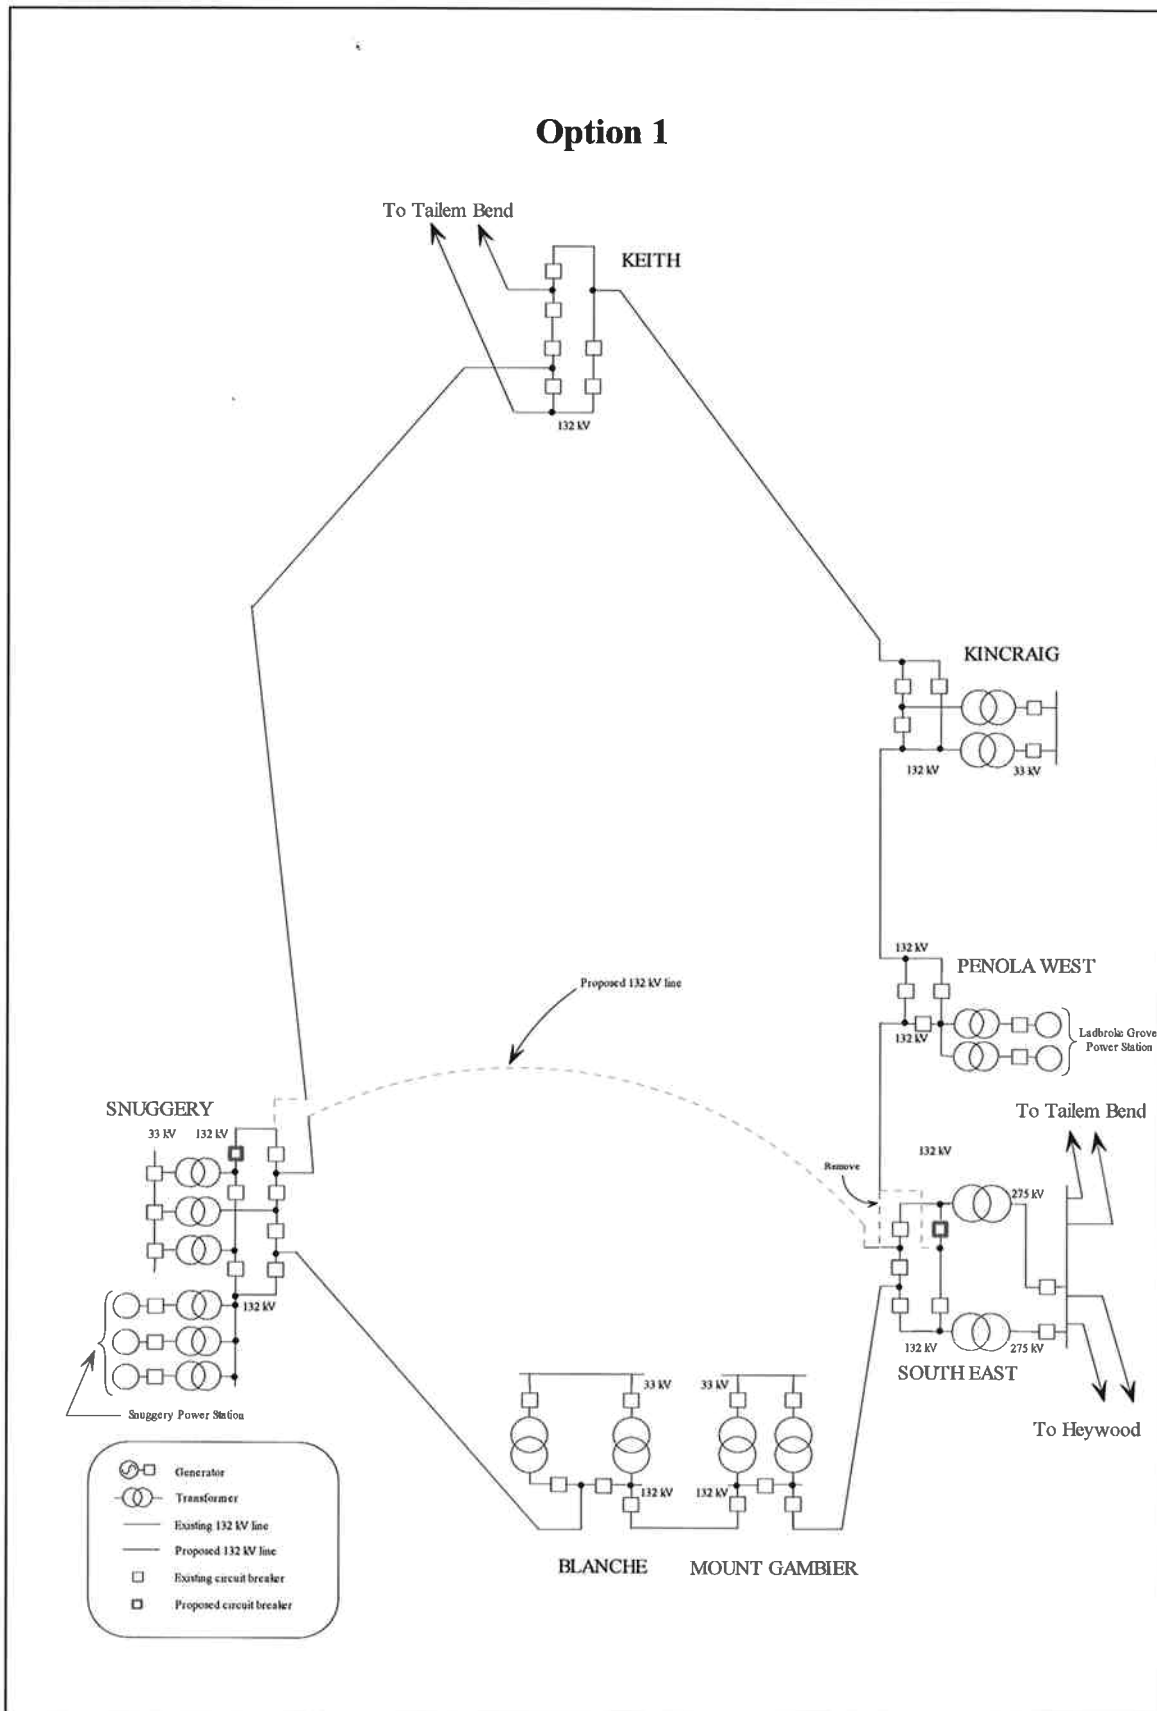 Option 1
To Tailem Bend
KEITH
132 kV
KINCRAIG
132 kV
33 kV
132 kV
PENOLA WEST
Proposed 132 kV line
132 kV
Ladbroke Grove
Power Station
SNUGGERY
33 kV
132 kV
To Tailem Bend
132 kV
Remove
275 kV
132 kV
132 kV
275 kV
SOUTH EAST
33 kV
33 kV
Snuggery Power Station
To Heywood
132 kV
132 kV
BLANCHE
MOUNT GAMBIER
Generator
Transformer
Existing 132 kV line
Proposed 132 kV line
Existing circuit breaker
Proposed circuit breaker